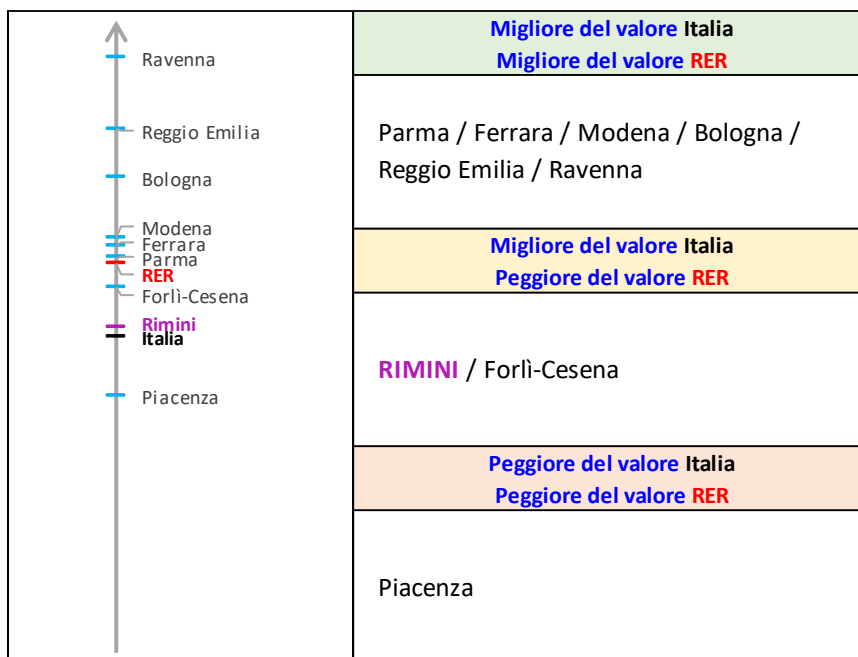 Ravenna
Reggio Emilia
Bologna
Modena
Ferrara
Parma
RER
Forlì-Cesena
Rimini
Italia
Piacenza
Migliore del valore Italia
Migliore del valore RER
Parma / Ferrara / Modena / Bologna /
Reggio Emilia / Ravenna
Migliore del valore Italia
Peggiore del valore RER
RIMINI / Forlì-Cesena
Peggiore del valore Italia
Peggiore del valore RER
Piacenza